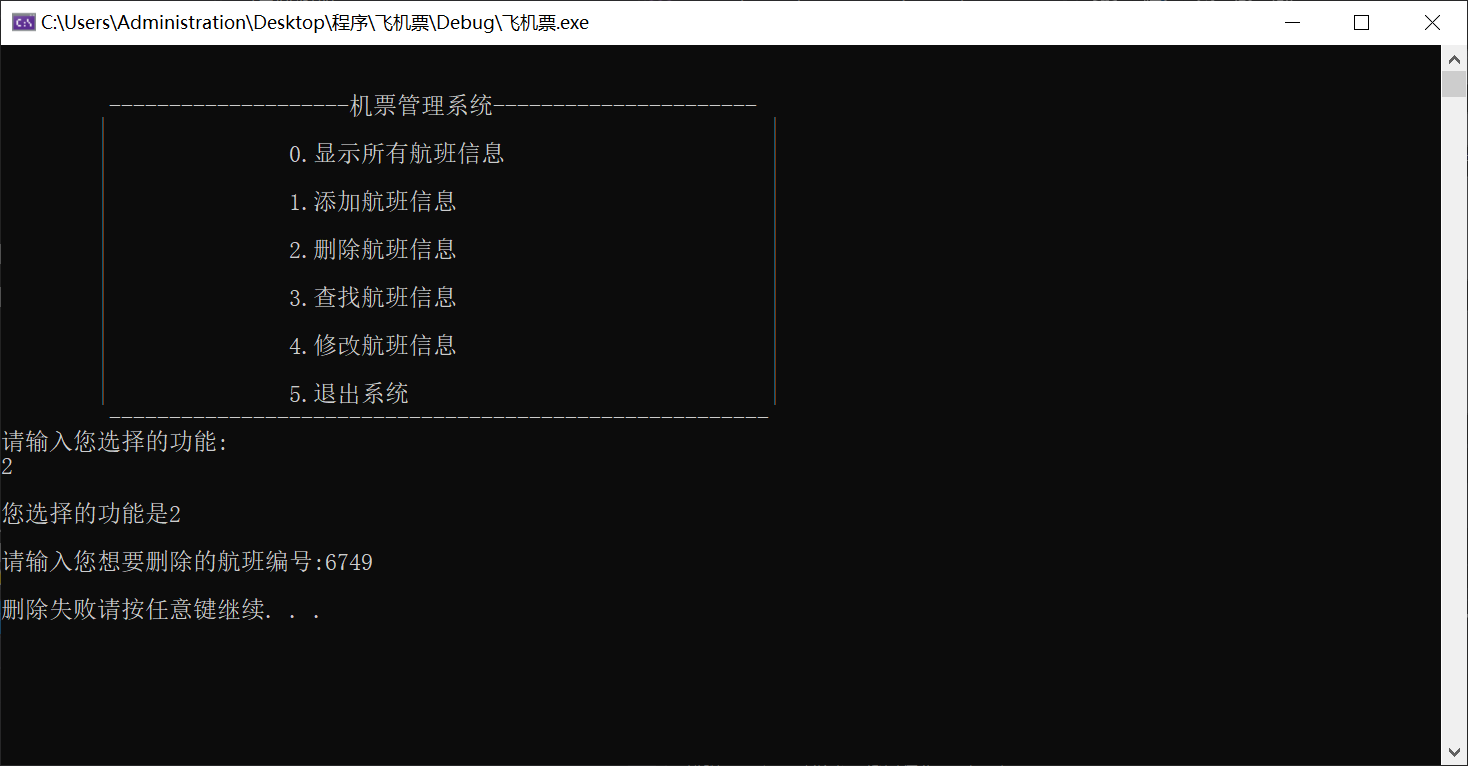 C:\Users\Administration\Desktop\程序\飞机票\Debug\飞机票.exe
--------------------机票管理系统----------------------
0.显示所有航班信息
1.添加航班信息
2.删除航班信息
3.查找航班信息
4.修改航班信息
5.退出系统
-------------------------------------------------------
请输入您选择的功能:
2
您选择的功能是2
请输入您想要删除的航班编号:6749
删除失败请按任意键继续. . .